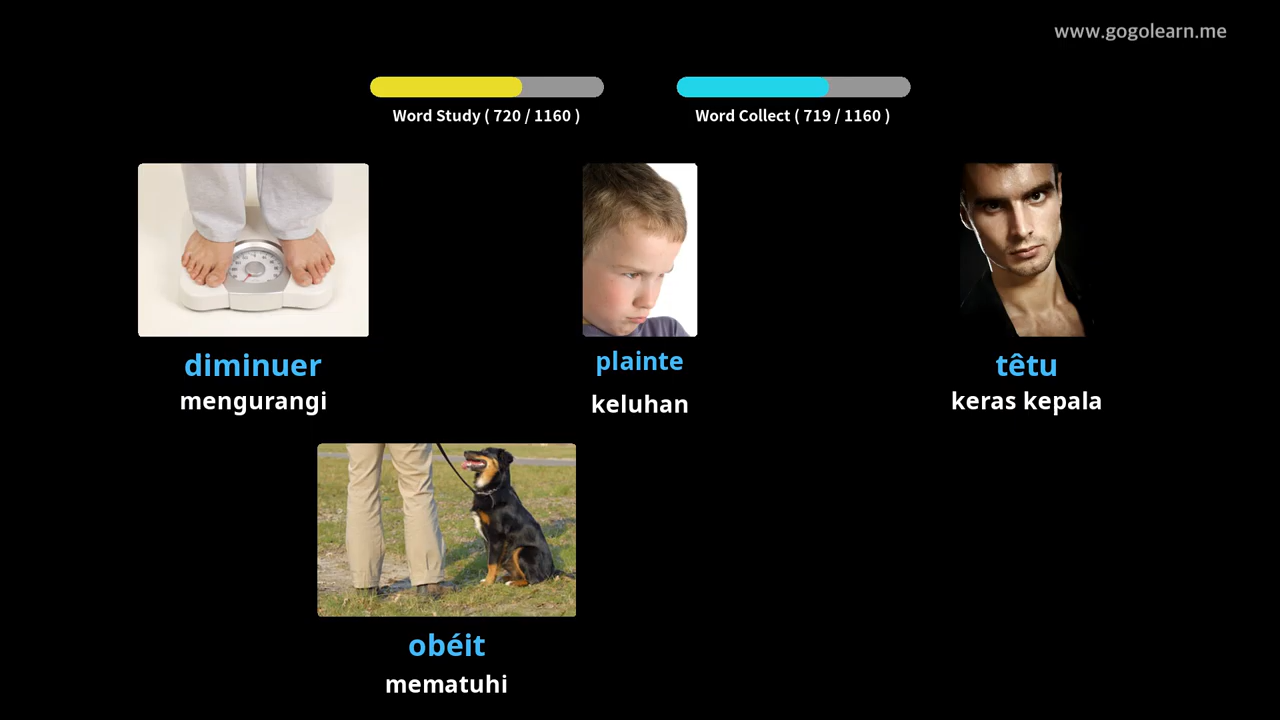 www.gogolearn.me
Word Study ( 720 / 1160 )
Word Collect ( 719 / 1160 )
diminuer
mengurangi
plainte
keluhan
têtu
keras kepala
obéit
mematuhi